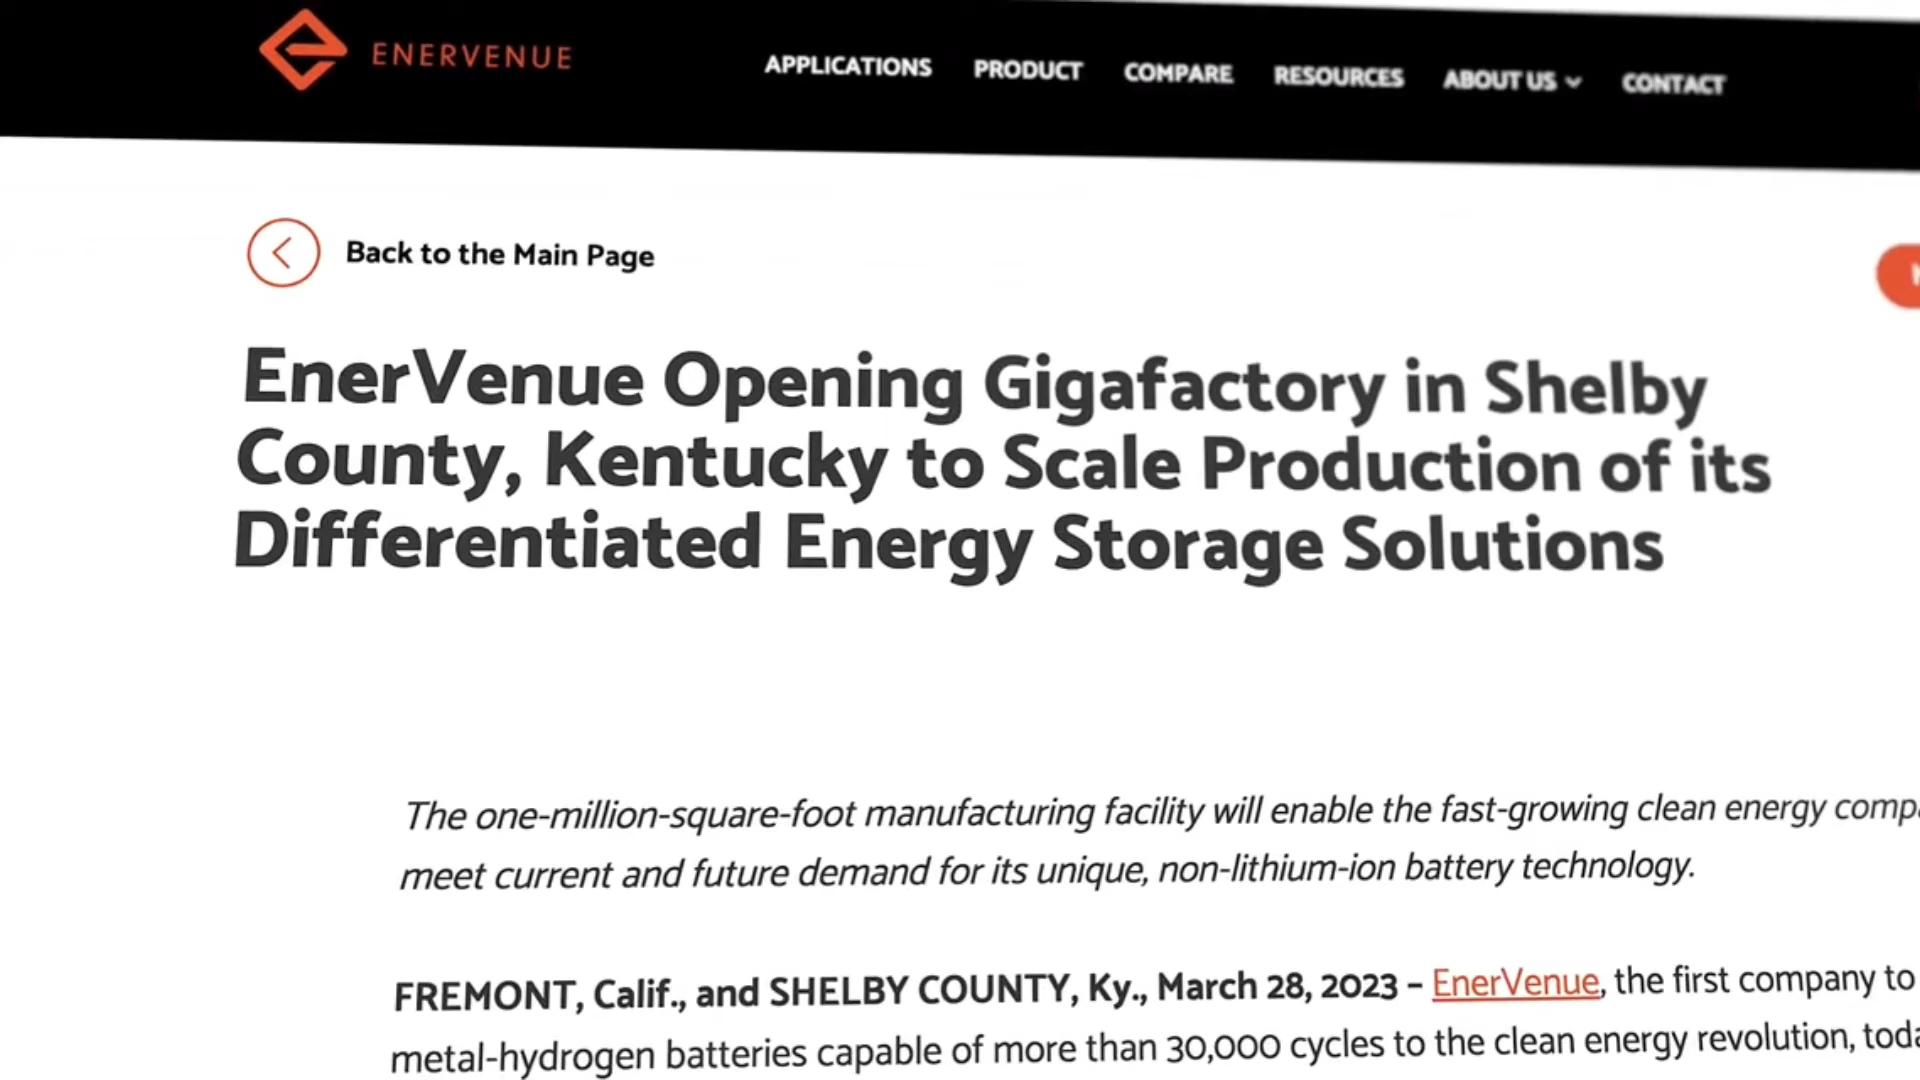 ENERVENUE
APPLICATIONS PRODUCT COMPARE RESOURCES ABOUT US CONTACT
Back to the Main Page
EnerVenue Opening Gigafactory in Shelby
County, Kentucky to Scale Production of its
Differentiated Energy Storage Solutions
The one-million-square-foot manufacturing facility will enable the fast-growing clean energy
meet current and future demand for its unique, non-lithium-ion battery technology.
FREMONT, Calif., and SHELBY COUNTY, Ky., March 28, 2023 – EnerVenue, the first company to
metal-hydrogen batteries capable of more than 30,000 cycles to the clean energy revolution,